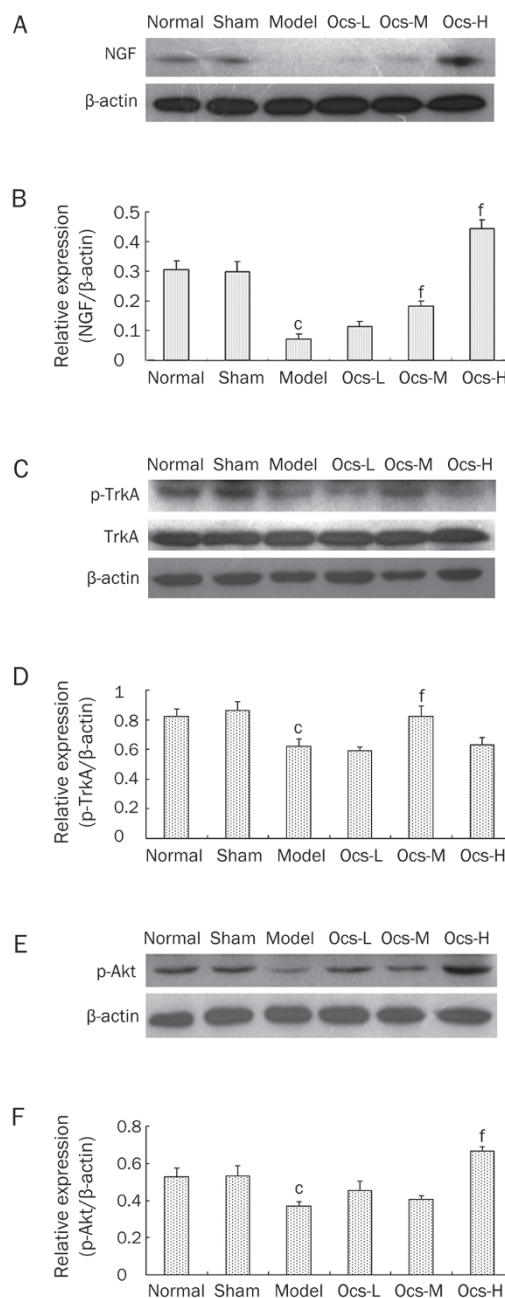 A
Normal Sham Model Ocs-L Ocs-M Ocs-H
NGF
β-actin
B
Relative expression
(NGF/β-actin)
0.5
0.4
0.3
0.2
0.1
0
c
f
f
Normal Sham Model Ocs-L Ocs-M Ocs-H
C
Normal Sham Model Ocs-L Ocs-M Ocs-H
p-TrkA
TrkA
β-actin
D
Relative expression
(p-TrkA/β-actin)
1
0.8
0.6
0.4
0.2
0
c
f
Normal Sham Model Ocs-L Ocs-M Ocs-H
E
Normal Sham Model Ocs-L Ocs-M Ocs-H
p-Akt
β-actin
F
Relative expression
(p-Akt/β-actin)
0.8
0.6
0.4
0.2
0
c
f
Normal Sham Model Ocs-L Ocs-M Ocs-H